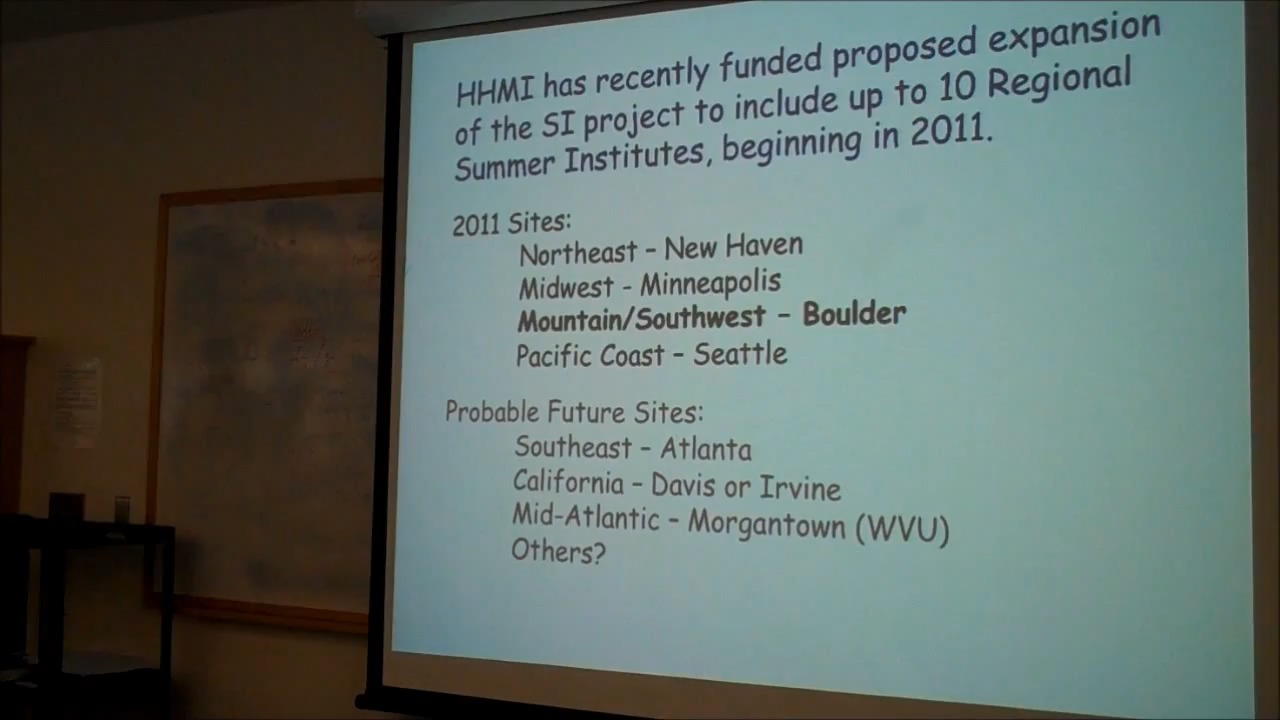 HHMI has recently funded proposed expansion
of the SI project to include up to 10 Regional
Summer Institutes, beginning in 2011.
2011 Sites:
Northeast – New Haven
Midwest - Minneapolis
Mountain/Southwest – Boulder
Pacific Coast – Seattle
Probable Future Sites:
Southeast – Atlanta
California – Davis or Irvine
Mid-Atlantic – Morgantown (WVU)
Others?